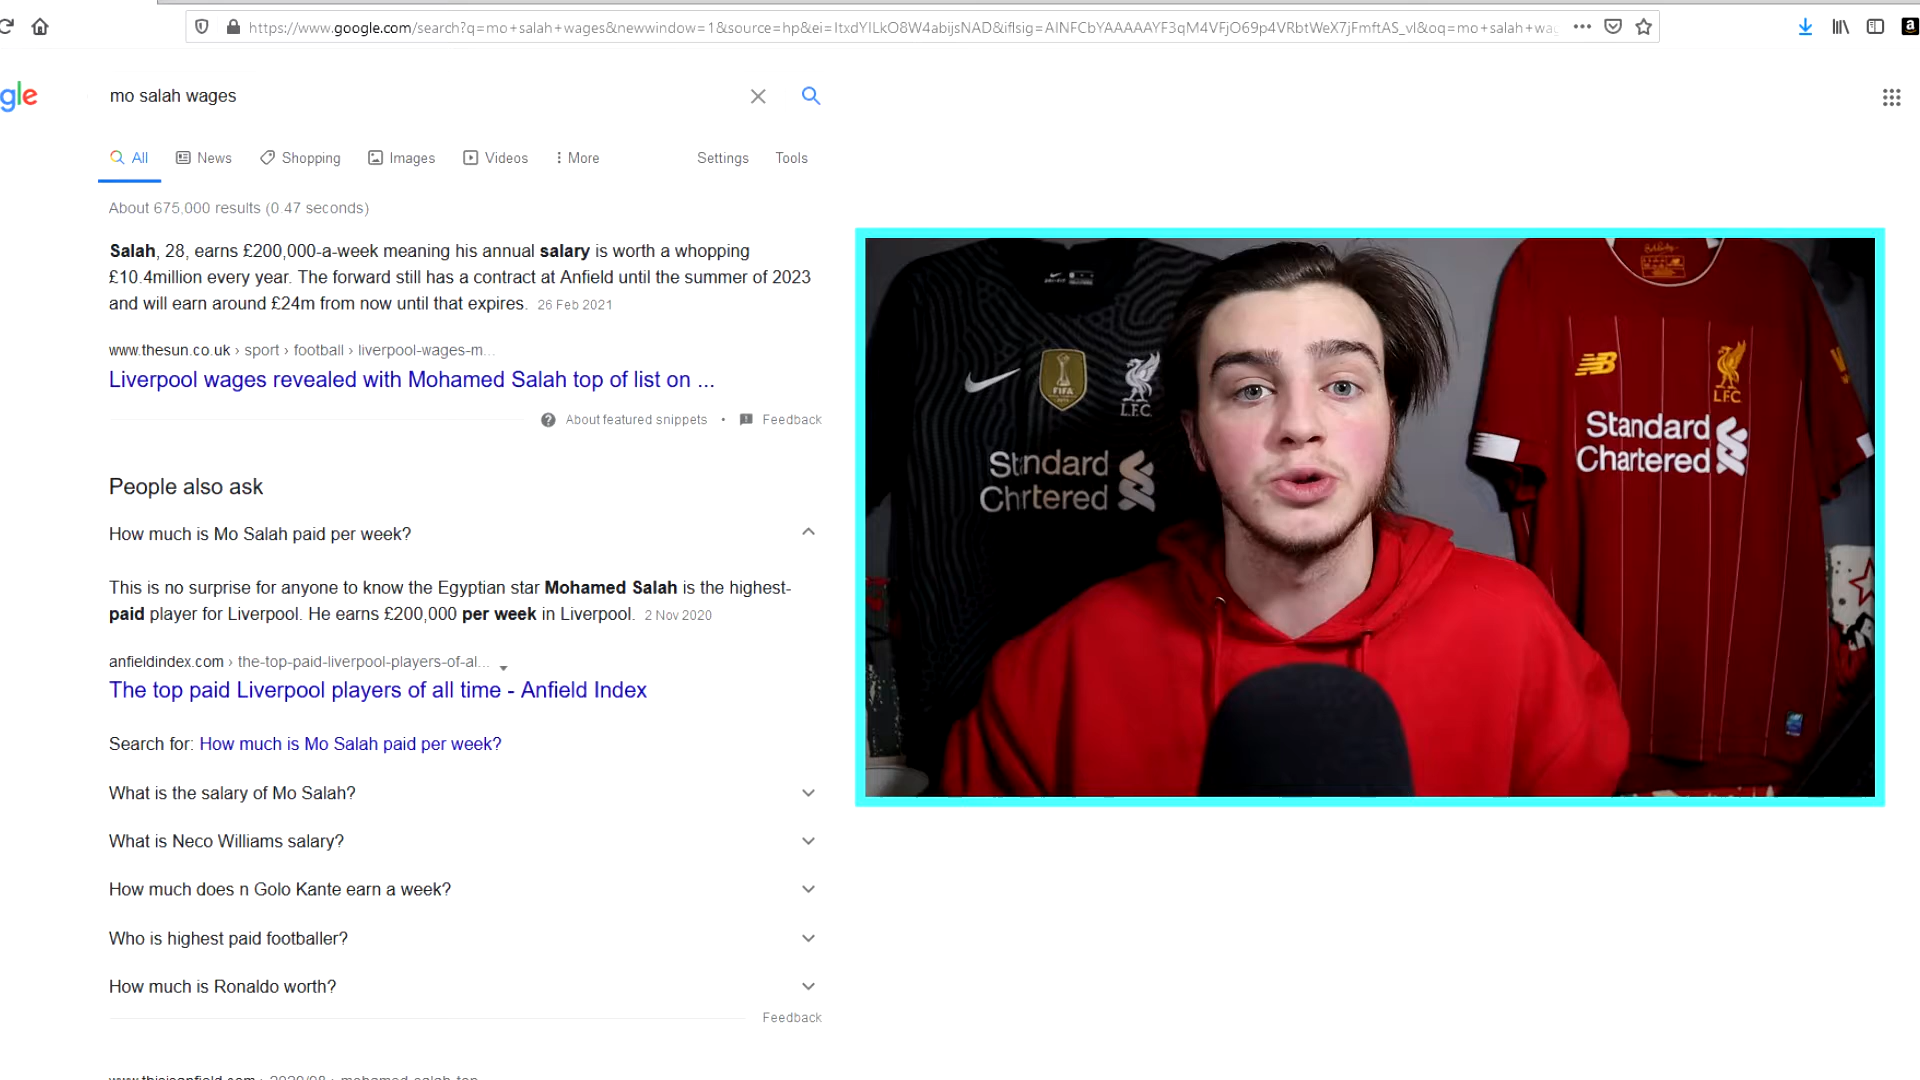 https://www.google.com/search?q=mo+salah+wages&newwindow=1&source=hp&ei=
gle
mo salah wages
All News Shopping Images Videos More Settings Tools
About 675,000 results (0.47 seconds)
Salah, 28, earns £200,000-a-week meaning his annual salary is worth a whopping
£10.4million every year. The forward still has a contract at Anfield until the summer of 2023
and will earn around £24m from now until that expires. 26 Feb 2021
www.thesun.co.uk › sport › football › liverpool-wages-m...
Liverpool wages revealed with Mohamed Salah top of list on ...
About featured snippets • Feedback
People also ask
How much is Mo Salah paid per week?
This is no surprise for anyone to know the Egyptian star Mohamed Salah is the highest-
paid player for Liverpool. He earns £200,000 per week in Liverpool. 2 Nov 2020
anfieldindex.com › the-top-paid-liverpool-players-of-al...
The top paid Liverpool players of all time - Anfield Index
Search for: How much is Mo Salah paid per week?
What is the salary of Mo Salah?
What is Neco Williams salary?
How much does n Golo Kante earn a week?
Who is highest paid footballer?
How much is Ronaldo worth?
Feedback
FIFA
L.F.C.
Standard
Chrtered
NB
L.F.C.
Standard
Chartered